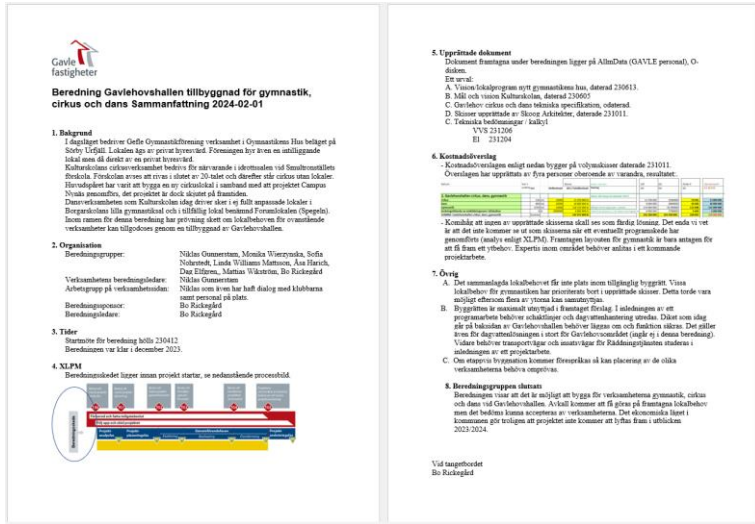 Gavle
fastigheter
Beredning Gavlehovshallen tillbyggnad för gymnastik,
cirkus och dans Sammanfattning 2024-02-01
1. Bakgrund
I dagsläget bedriver Gefle Gymnastikförening verksamhet i Gymnastikens Hus beläget på
Sörby Urfjäll. Lokalen ägs av privat hyresvärd. Föreningen hyr även en intilliggande
lokal men då direkt av en privat hyresvärd.
Kulturskolans cirkusverksamhet bedrivs för närvarande i idrottssalen vid Smultronställets
förskola. Förskolan avses att rivas i slutet av 20-talet och därefter står cirkus utan lokaler.
Huvudspåret har varit att bygga en ny cirkuslokal i samband med att projektet Campus
Nynäs genomförs, det projektet är dock skjutet på framtiden.
Dansverksamheten som Kulturskolan idag driver sker i ej fullt anpassade lokaler i
Borgarskolans lilla gymnastiksal och i tillfällig lokal benämnd Forumlokalen (Spegeln).
Inom ramen för denna beredning har prövning skett om lokalbehoven för ovanstående
verksamheter kan tillgodoses genom en tillbyggnad av Gavlehovshallen.
2. Organisation
Beredningsgrupper: Niklas Gunnerstam, Monika Wierzynska, Sofia
Nohrstedt, Linda Williams Mattsson, Åsa Harich,
Dag Elfgren, Mattias Wikström, Bo Rickegård
Verksamhetens beredningsledare: Niklas Gunnerstam
Arbetsgrupp på verksamhetssidan: Niklas som även har haft dialog med klubbarna
samt personal på plats.
Beredningssponsor: Bo Rickegård
Beredningsledare: Bo Rickegård
3. Tider
Startmöte för beredning hölls 230412
Beredningen var klar i december 2023.
4. XLPM
Beredningsskedet ligger innan projekt startar, se nedanstående processbild.
Beredningsskede
5. Upprättade dokument
Dokument framtagna under beredningen ligger på AllmData (GAVLE personal), O-
disken.
Ett urval:
A. Vision/lokalprogram nytt gymnastikens hus, daterad 230613.
B. Mål och vision Kulturskolan, daterad 230605
C. Gavlehov cirkus och dans tekniska specifikation, odaterad.
D. Skisser upprättade av Skoog Arkitekter, daterade 231011.
C. Tekniska bedömningar / kalkyl
VVS 231206
El 231204
6. Kostnadsöverslag
- Kostnadsöverslagen enligt nedan bygger på volymskisser daterade 231011.
Överslagen har upprättats av fyra personer oberoende av varandra, resultatet:.
- Komihåg att ingen av upprättade skisserna skall ses som färdig lösning. Det enda vi vet
är att det inte kommer se ut som skisserna när ett eventuellt programskede har
genomförts (analys enligt XLPM). Framtagen layouten för gymnastik är bara antagen för
att få fram ett ytbehov. Expertis inom området behöver anlitas i ett kommande
projektarbete.
7. Övrig
A. Det sammanlagda lokalbehovet får inte plats inom tillgänglig byggrätt. Vissa
lokalbehov för gymnastiken har prioriterats bort i upprättade skisser. Detta torde vara
möjligt eftersom flera av ytorna kan samutnyttjas.
B. Byggrätten är maximalt utnyttjad i framtaget förslag. I inledningen av ett
programarbete behöver schaktlinjer och dagvattenhantering utredas. Diket som idag
går på baksidan av Gavlehovshallen behöver läggas om och funktion säkras. Det gäller
även för dagvattenlösningen i stort för Gavlehovsområdet (ingår ej i denna beredning).
Vidare behöver transportvägar och insatsvägar för Räddningstjänsten studeras i
inledningen av ett projektarbete.
C. Om etappvis byggnation kommer förespråkas så kan placering av de olika
verksamheterna behöva omprövas.
8. Beredningsgruppens slutsats
Beredningen visar att det är möjligt att bygga för verksamheterna gymnastik, cirkus
och dans vid Gavlehovshallen. Avkall kommer att få göras på framtagna lokalbehov
men det bedöms kunna accepteras av verksamheterna. Det ekonomiska läget i
kommunen gör troligen att projektet inte kommer att lyftas fram i utblicken
2023/2024.
Vid tangetbordet
Bo Rickegård